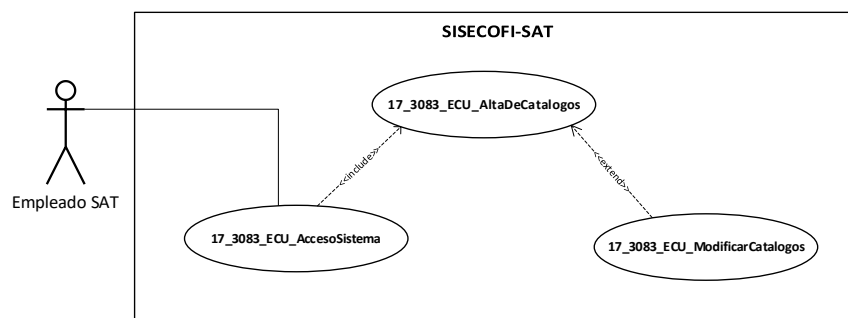 SISECOFI-SAT
17_3083_ECU_AltaDeCatalogos
<<include>>
<<extend>>
Empleado SAT
17_3083_ECU_AccesoSistema
17_3083_ECU_ModificarCatalogos